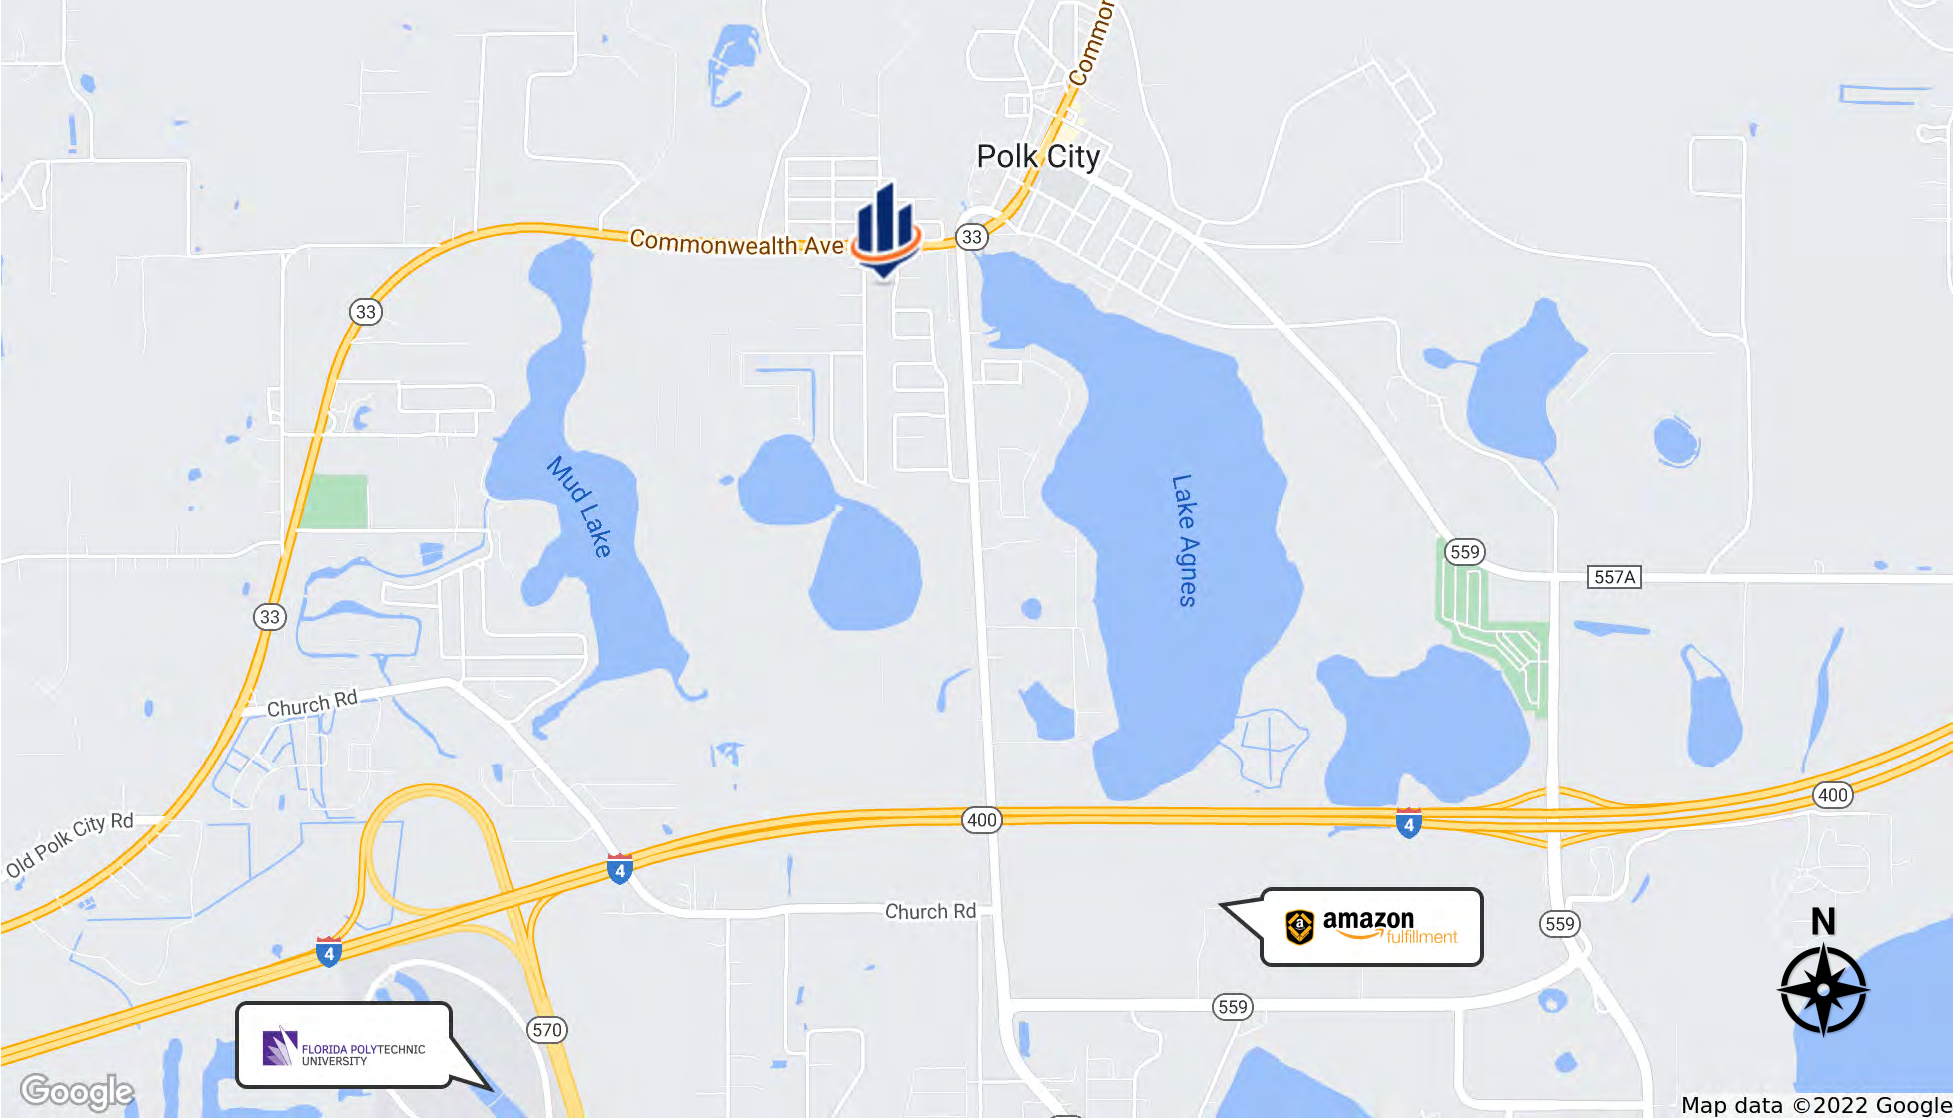 Common
Polk City
Commonwealth Ave
33
33
Mud Lake
Lake Agnes
559
557A
33
Church Rd
400
400
4
Old Polk City Rd
4
Church Rd
a
amazon
fulfillment
559
N
4
559
570
FLORIDA POLYTECHNIC
UNIVERSITY
Google
Map data ©2022 Google